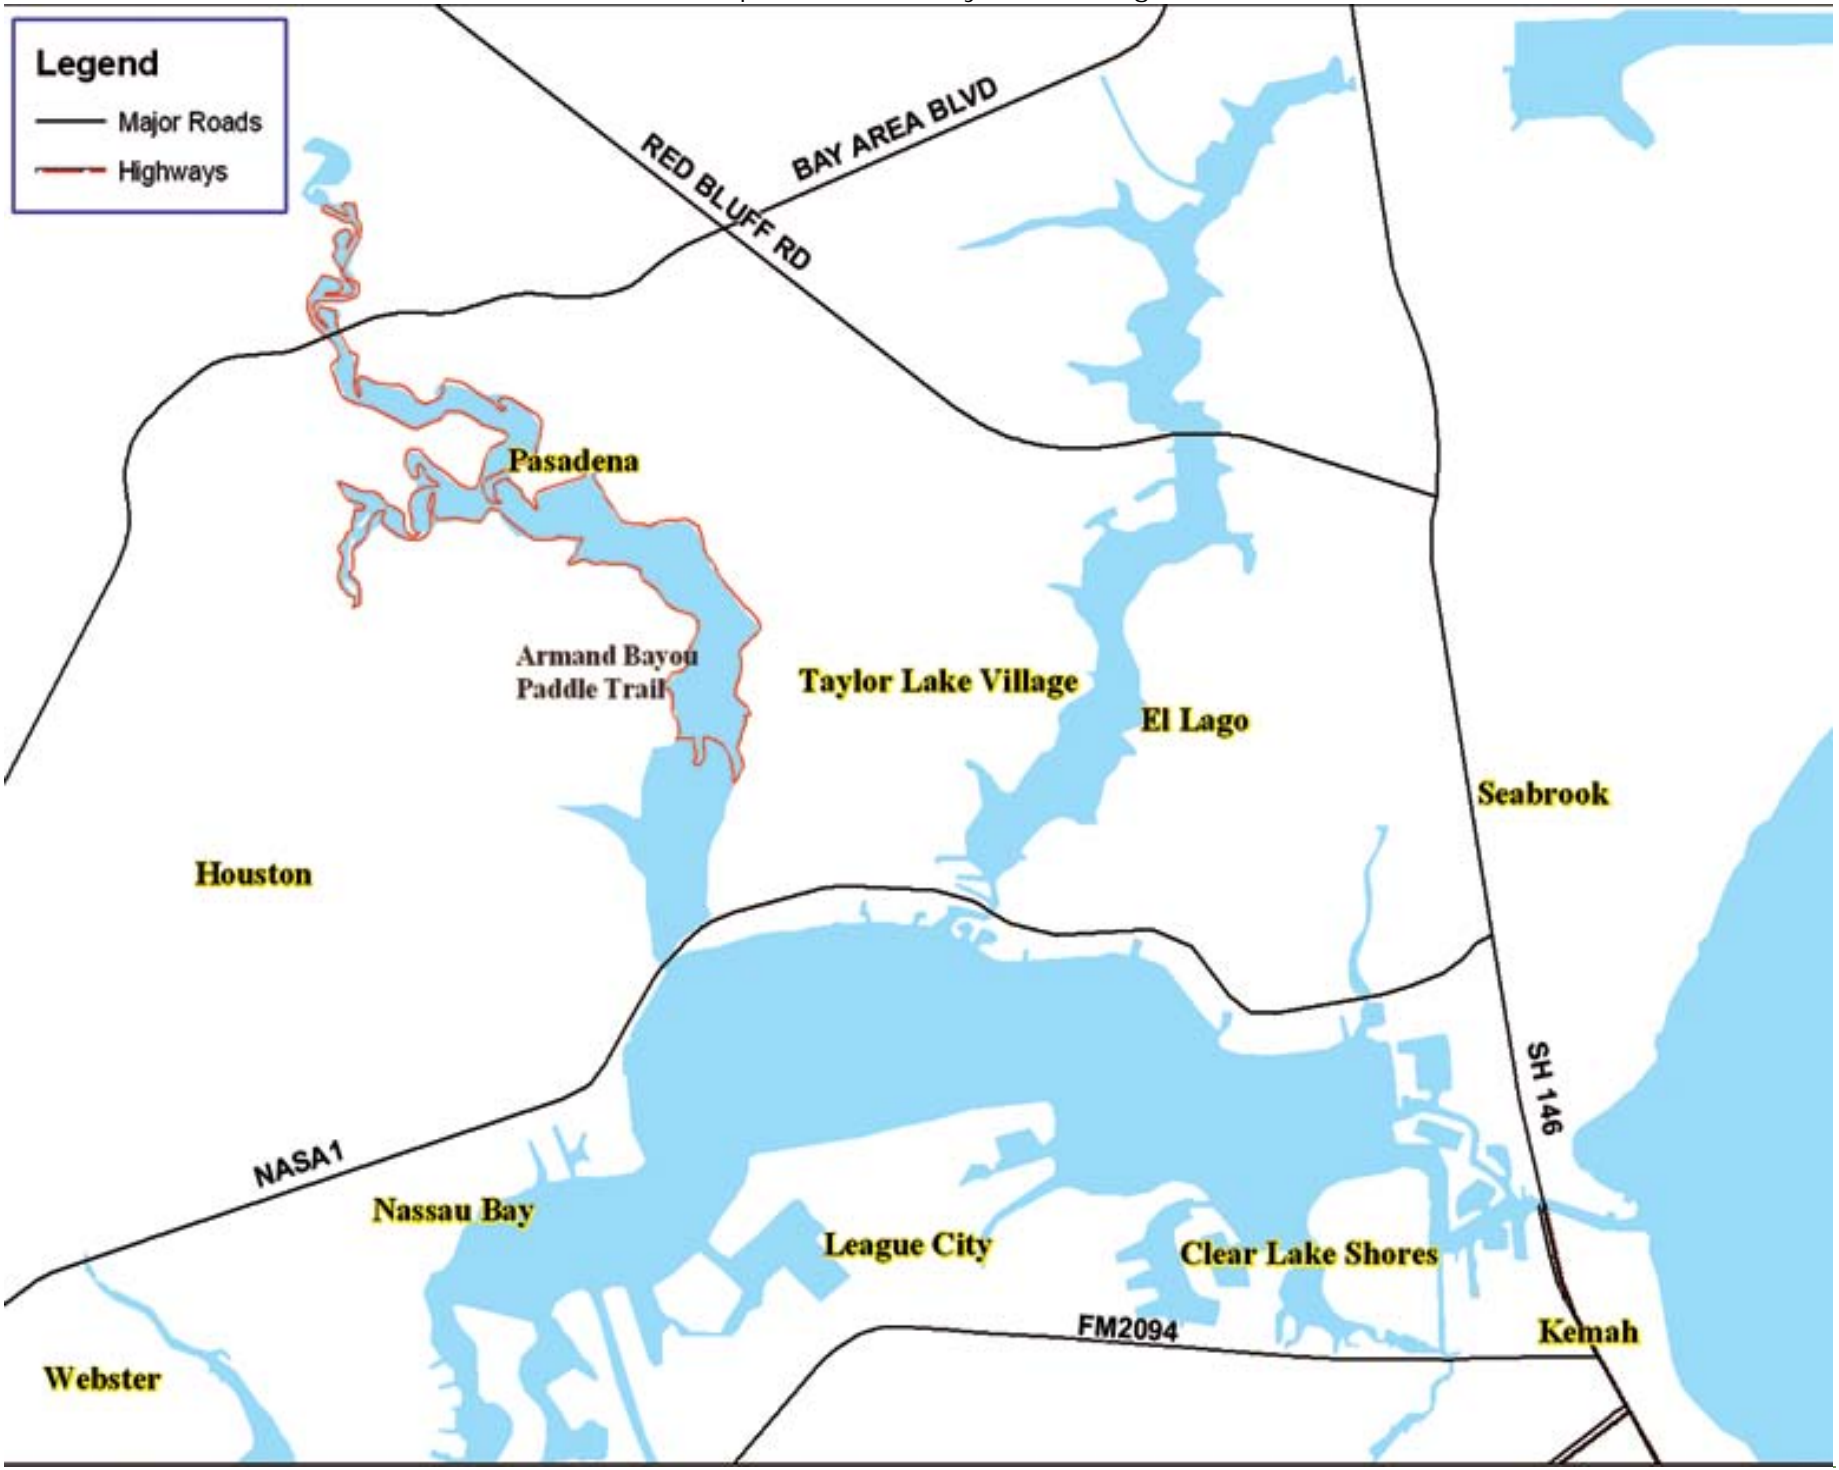 Legend
Major Roads
Highways
BAY AREA BLVD
RED BLUFF RD
Pasadena
Armand Bayou
Paddle Trail
Taylor Lake Village
El Lago
Seabrook
Houston
SH 146
NASA1
Nassau Bay
League City
Clear Lake Shores
FM2094
Kemah
Webster